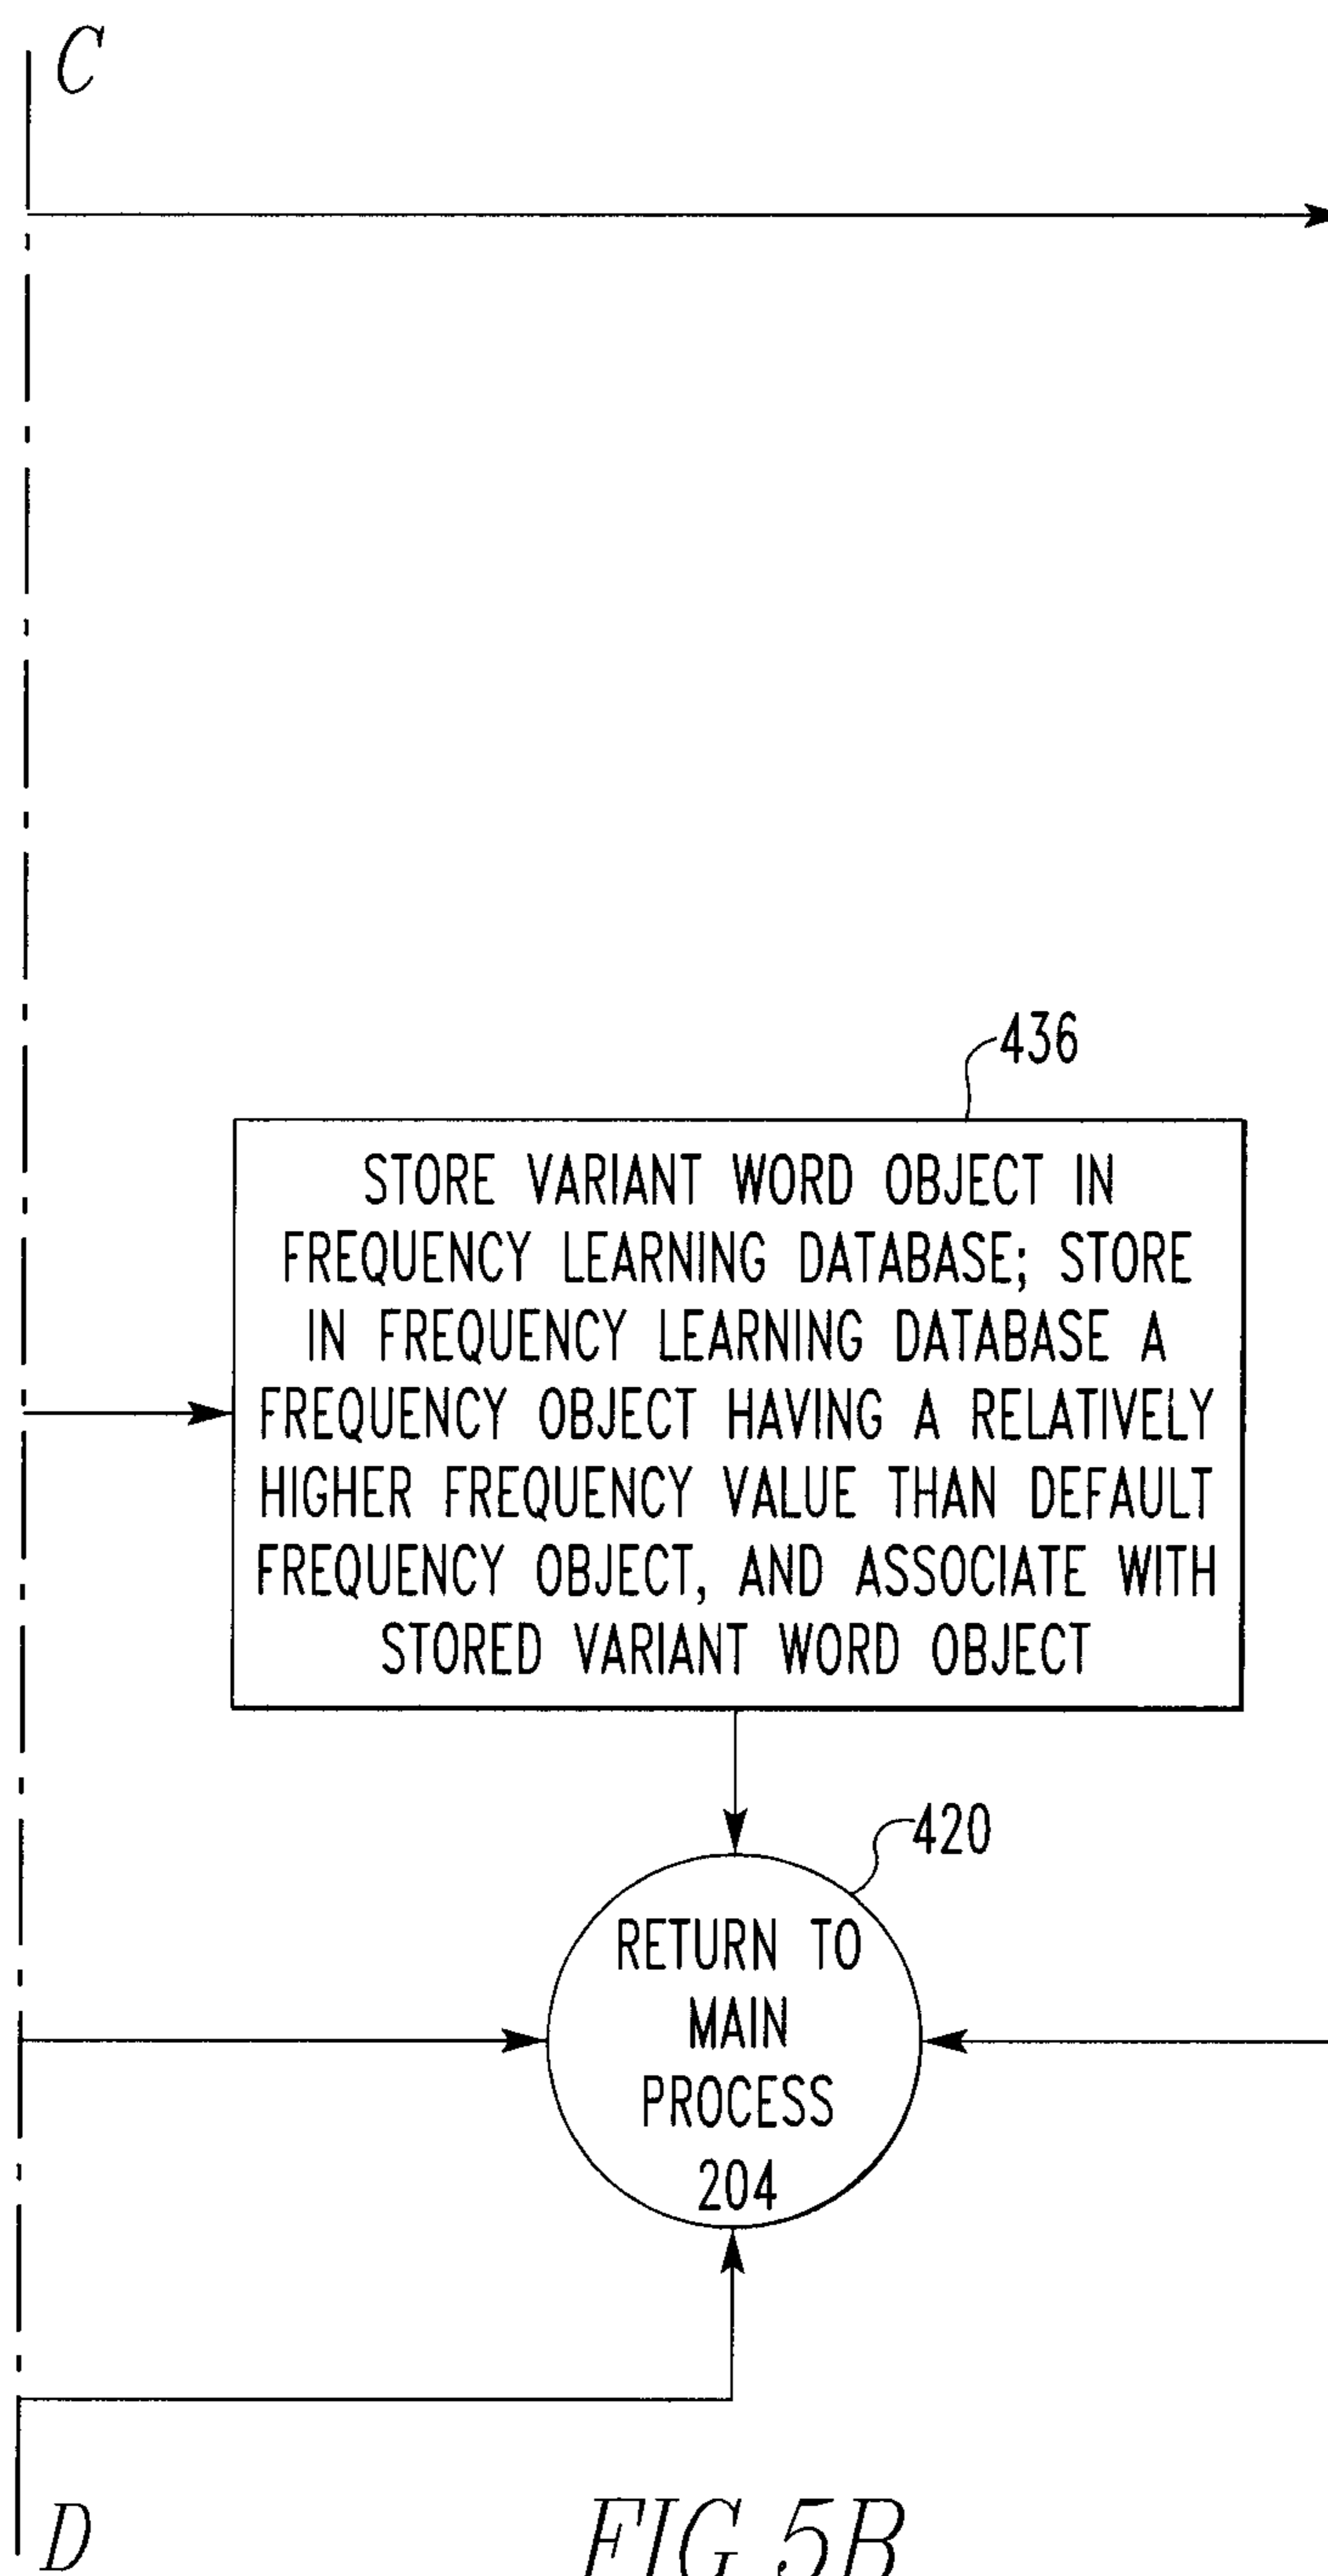 C
436
STORE VARIANT WORD OBJECT IN
FREQUENCY LEARNING DATABASE; STORE
IN FREQUENCY LEARNING DATABASE A
FREQUENCY OBJECT HAVING A RELATIVELY
HIGHER FREQUENCY VALUE THAN DEFAULT
FREQUENCY OBJECT, AND ASSOCIATE WITH
STORED VARIANT WORD OBJECT
420
RETURN TO
MAIN
PROCESS
204
D
FIG.5B